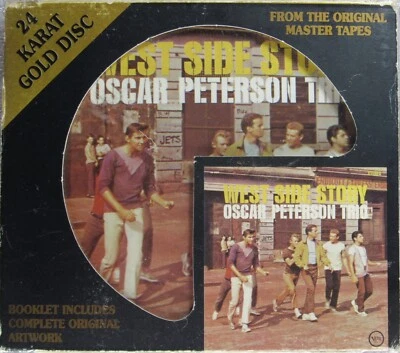 24
KARAT
GOLD DISC
FROM THE ORIGINAL
MASTER TAPES
WEST SIDE STORY
OSCAR PETERSON TRIO
JETS
WEST SIDE STORY
OSCAR PETERSON TRIO
BOOKLET INCLUDES
COMPLETE ORIGINAL
ARTWORK